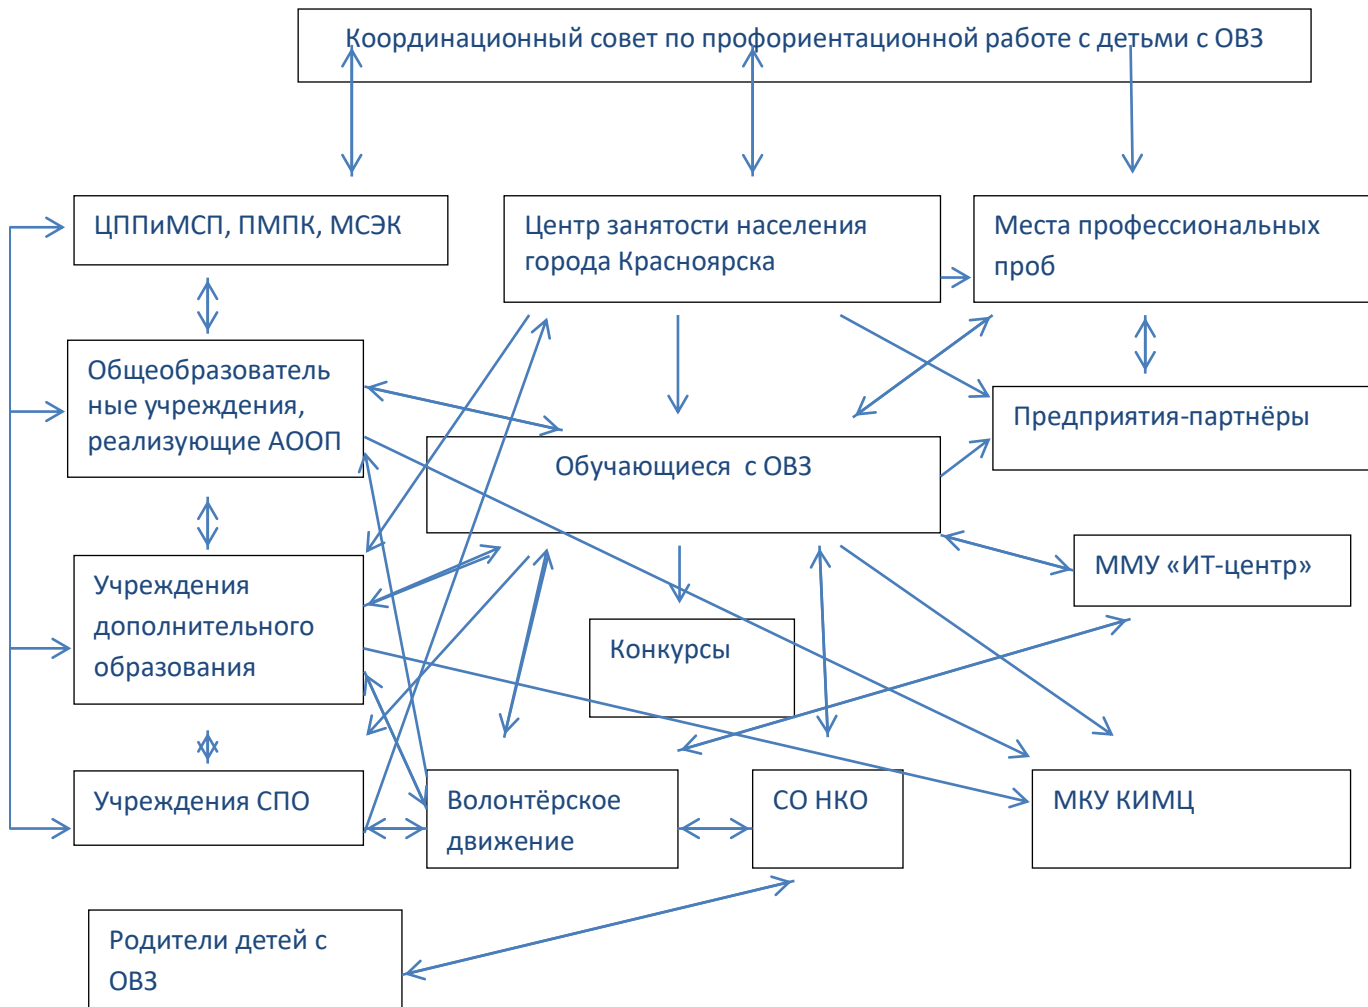 Координационный совет по профориентационной работе с детьми с ОВЗ
ЦППиМСП, ПМПК, МСЭК
Центр занятости населения
города Красноярска
Места профессиональных
проб
Общеобразователь
ные учреждения,
реализующие АООП
Предприятия-партнёры
Обучающиеся с ОВЗ
ММУ «ИТ-центр»
Учреждения
дополнительного
образования
Конкурсы
Учреждения СПО
Волонтёрское
движение
СО НКО
МКУ КИМЦ
Родители детей с
ОВЗ